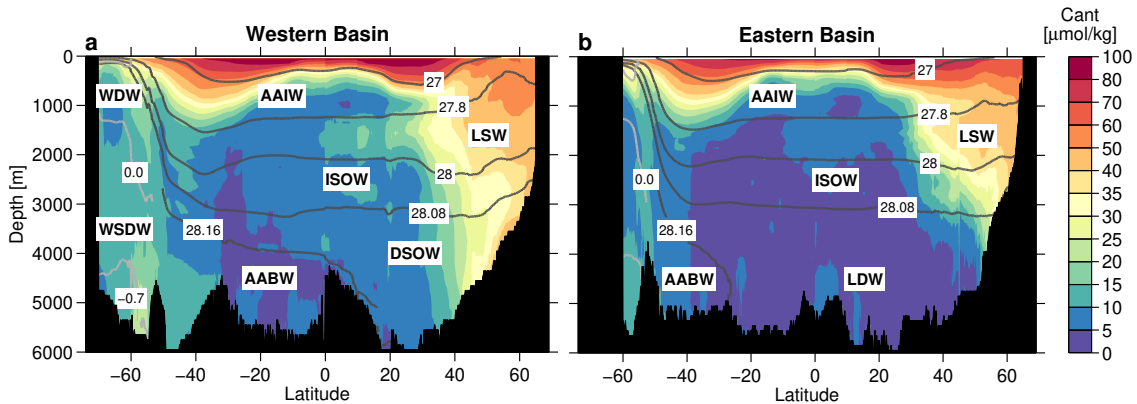 Western Basin
Eastern Basin
Cant
[μmol/kg]
a
b
0
1000
2000
3000
4000
5000
6000
Depth [m]
WDW
AAIW
27
27.8
LSW
0.0
ISOW
28
28.08
WSDW
28.16
DSOW
AABW
−0.7
−60 −40 −20 0 20 40 60
Latitude
AAIW
27
27.8
LSW
0.0
ISOW
28
28.08
28.16
AABW
LDW
−60 −40 −20 0 20 40 60
Latitude
100
80
70
60
50
40
35
30
25
20
15
10
5
0